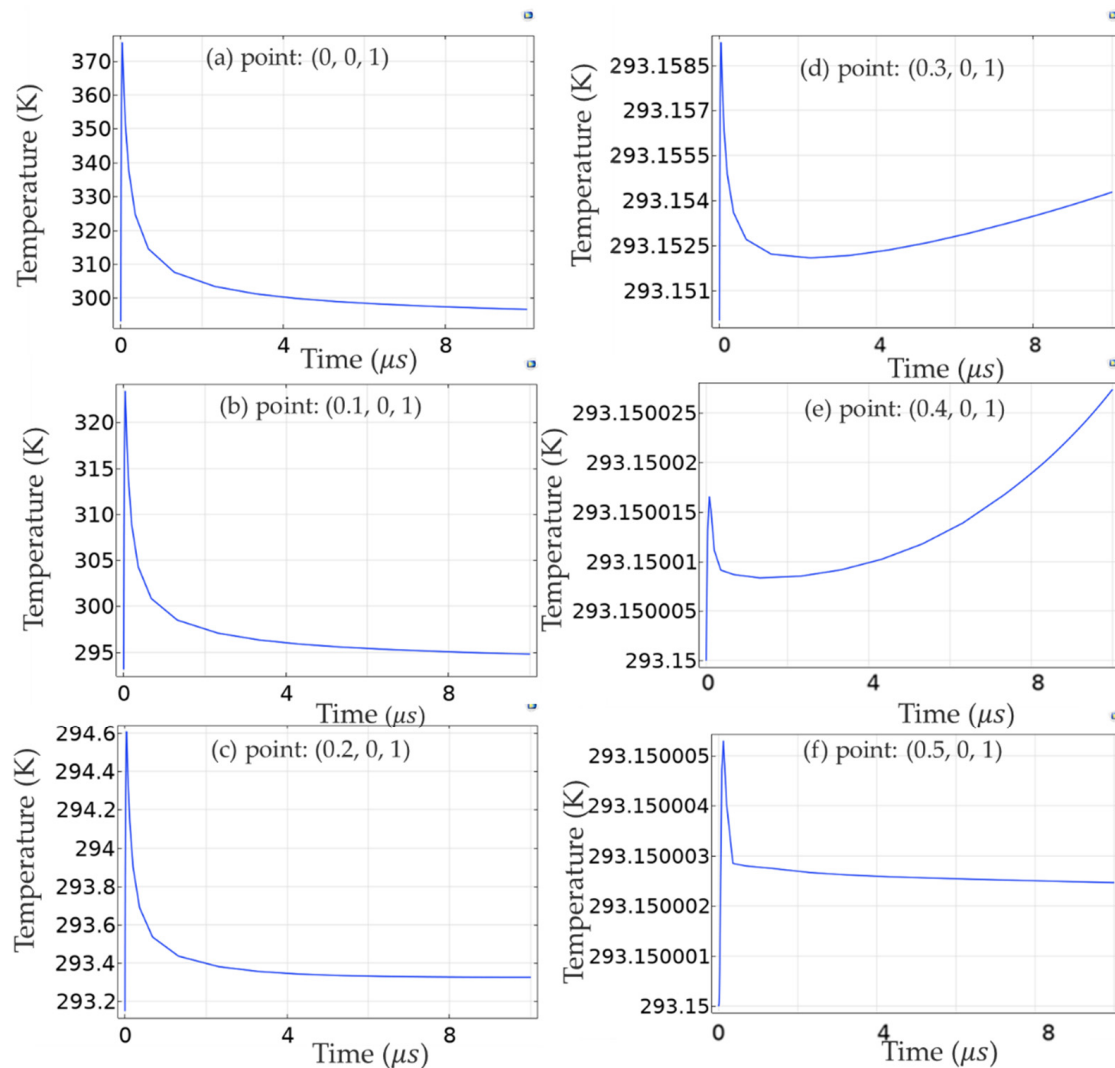 (a) point: (0, 0, 1)
Temperature (K)
370
360
350
340
330
320
310
300
0 4 8
Time (μs)
(b) point: (0.1, 0, 1)
Temperature (K)
320
315
310
305
300
295
0 4 8
Time (μs)
(c) point: (0.2, 0, 1)
Temperature (K)
294.6
294.4
294.2
294
293.8
293.6
293.4
293.2
0 4 8
Time (μs)
(d) point: (0.3, 0, 1)
Temperature (K)
293.1585
293.157
293.1555
293.154
293.1525
293.151
0 4 8
Time (μs)
(e) point: (0.4, 0, 1)
Temperature (K)
293.150025
293.15002
293.150015
293.15001
293.150005
293.15
0 4 8
Time (μs)
(f) point: (0.5, 0, 1)
Temperature (K)
293.150005
293.150004
293.150003
293.150002
293.150001
293.15
0 4 8
Time (μs)